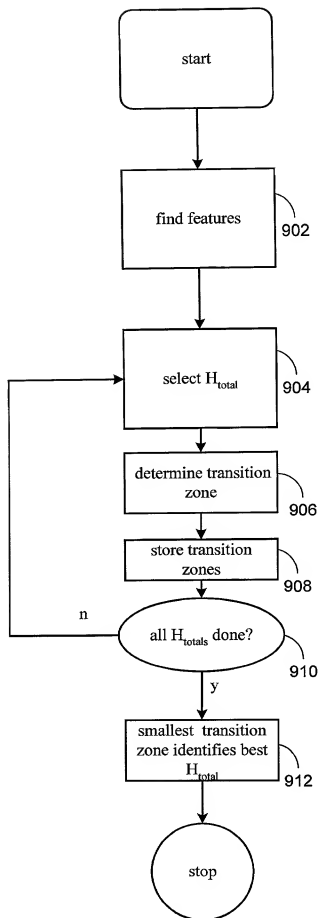 start
find features
902
select H_total
904
determine transition
zone
906
store transition
zones
908
all H_totals done?
n
910
y
smallest transition
zone identifies best
H_total
912
stop